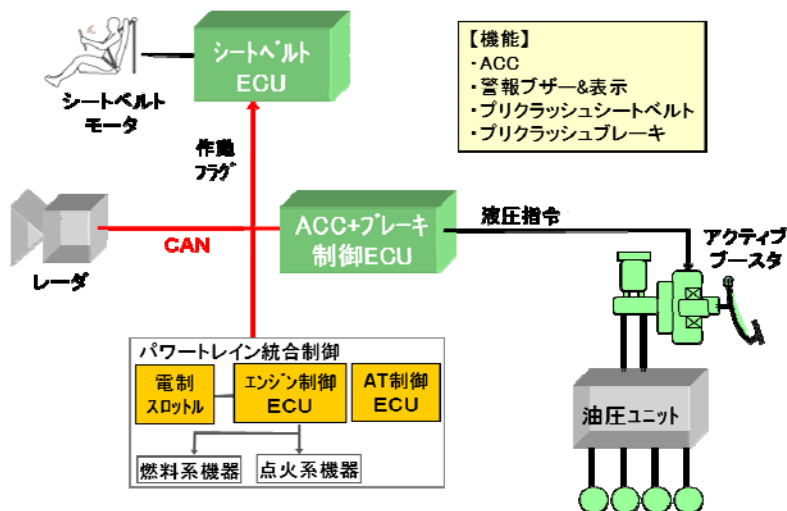 シートベルト
ECU
【機能】
・ACC
・警報ブザー&表示
・プリクラッシュシートベルト
・プリクラッシュブレーキ
シートベルト
モータ
作動
フラグ
レーダ
CAN
ACC+ブレーキ
制御ECU
液圧指令
アクティブ
ブースタ
パワートレイン統合制御
電制
スロットル
エンジン制御
ECU
AT制御
ECU
燃料系機器
点火系機器
油圧ユニット